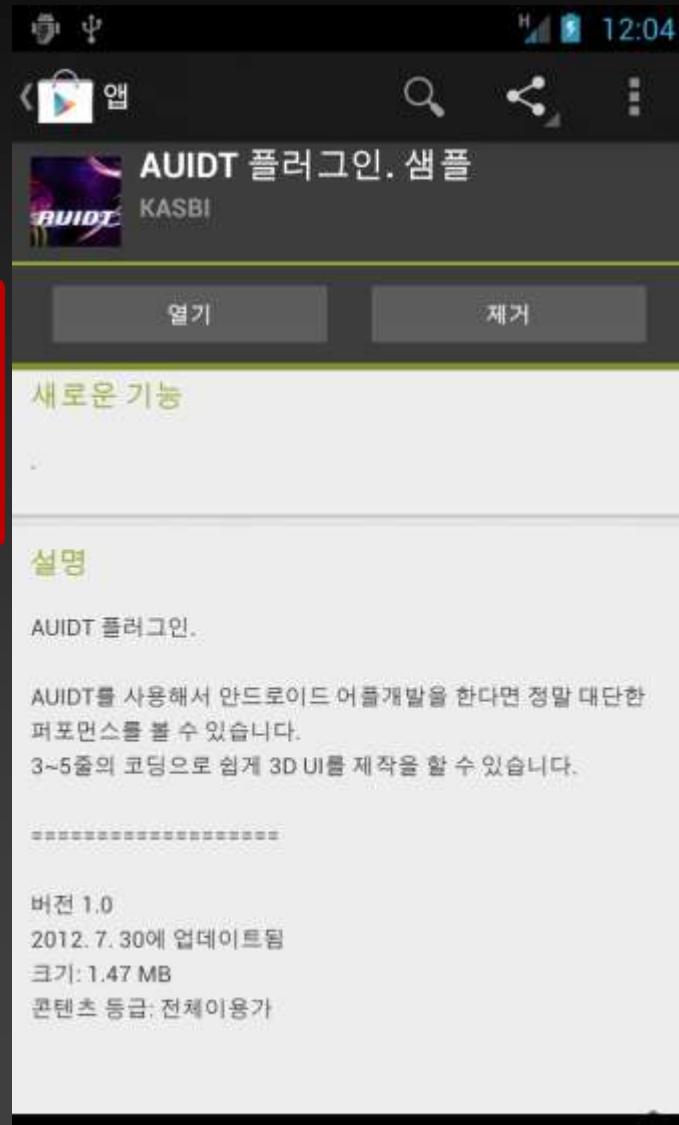 H
12:04
앱
AUIDT
AUIDT 플러그인. 샘플
KASBI
열기
제거
새로운 기능
.
설명
AUIDT 플러그인.
AUIDT를 사용해서 안드로이드 어플개발을 한다면 정말 대단한
퍼포먼스를 볼 수 있습니다.
3~5줄의 코딩으로 쉽게 3D UI를 제작을 할 수 있습니다.
===================
버전 1.0
2012. 7. 30에 업데이트됨
크기: 1.47 MB
콘텐츠 등급: 전체이용가